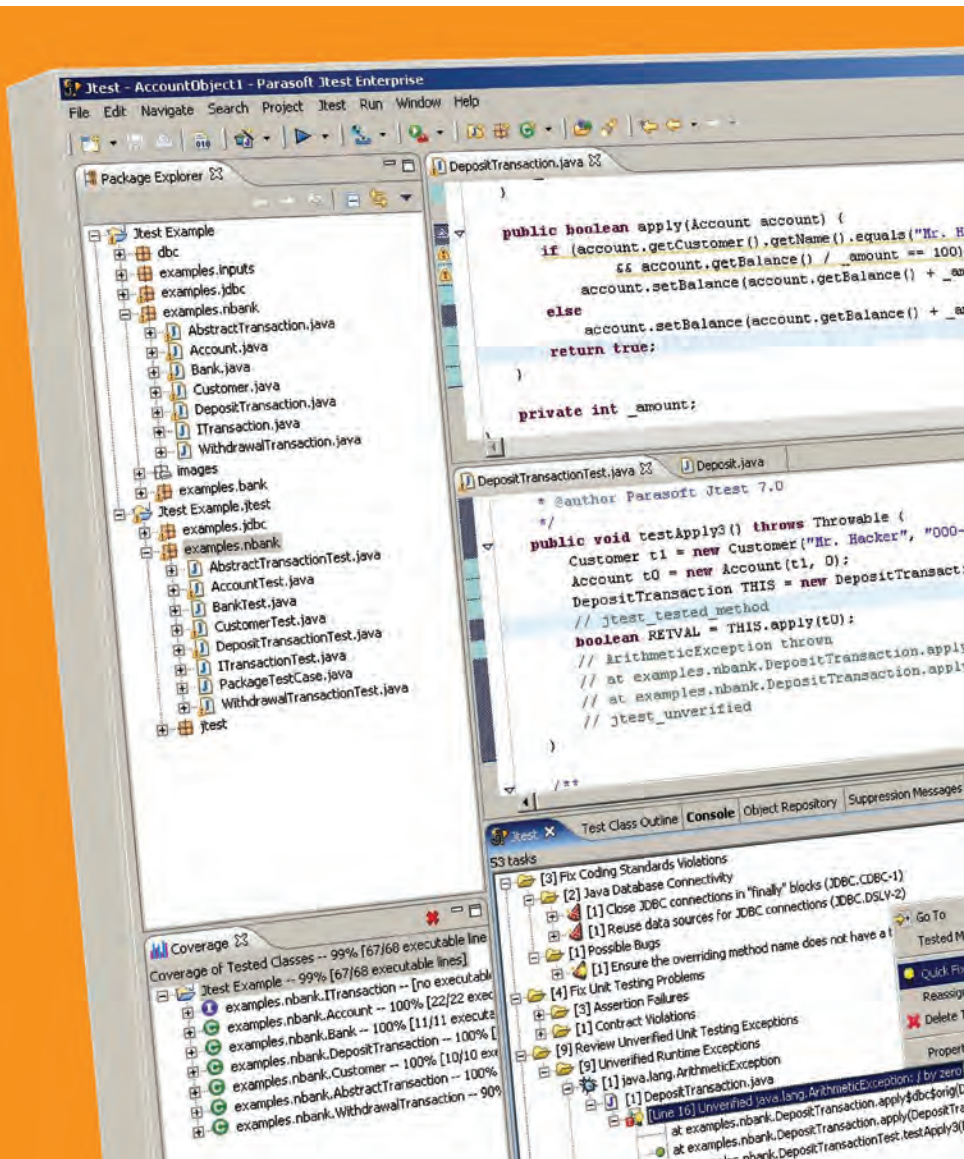 Jtest - AccountObject1 - Parasoft Jtest Enterprise
File Edit Navigate Search Project Jtest Run Window Help
Package Explorer
Jtest Example
dbc
examples.inputs
examples.jdbc
examples.nbank
AbstractTransaction.java
Account.java
Bank.java
Customer.java
DepositTransaction.java
ITransaction.java
WithdrawalTransaction.java
images
examples.bank
Jtest Example.jtest
examples.jdbc
examples.nbank
AbstractTransactionTest.java
AccountTest.java
BankTest.java
CustomerTest.java
DepositTransactionTest.java
ITransactionTest.java
PackageTestCase.java
WithdrawalTransactionTest.java
jtest
DepositTransaction.java
}
public boolean apply(Account account) {
if (account.getCustomer().getName().equals("Mr. H
&& account.getBalance() / _amount == 100)
account.setBalance(account.getBalance() + _am
else
account.setBalance(account.getBalance() + _am
return true;
}
private int _amount;
DepositTransactionTest.java Deposit.java
* @author Parasoft Jtest 7.0
*/
public void testApply3() throws Throwable {
Customer t1 = new Customer("Mr. Hacker", "000-
Account t0 = new Account(t1, 0);
DepositTransaction THIS = new DepositTransacti
// jtest_tested_method
boolean RETVAL = THIS.apply(t0);
// ArithmeticException thrown
// at examples.nbank.DepositTransaction.apply
// at examples.nbank.DepositTransaction.appl
// jtest_unverified
}
/**
Jtest Test Class Outline Console Object Repository Suppression Messages
53 tasks
[3] Fix Coding Standards Violations
[2] Java Database Connectivity
[1] Close JDBC connections in "finally" blocks (JDBC.CDBC-1)
[1] Reuse data sources for JDBC connections (JDBC.DSLV-2)
[1] Possible Bugs
[1] Ensure the overriding method name does not have a t
[4] Fix Unit Testing Problems
[3] Assertion Failures
[1] Contract Violations
[9] Review Unverified Unit Testing Exceptions
[9] Unverified Runtime Exceptions
[1] java.lang.ArithmeticException
[1] DepositTransaction.java
[Line 16] Unverified java.lang.ArithmeticException: / by zero
at examples.nbank.DepositTransaction.apply$dbc$orig(D
at examples.nbank.DepositTransaction.apply(DepositTra
nbank.DepositTransactionTest.testApply3(
Go To
Tested M
Quick Fix
Reassign
Delete T
Propert
Coverage
Coverage of Tested Classes -- 99% [67/68 executable line
Jtest Example -- 99% [67/68 executable lines]
examples.nbank.ITransaction -- [no executabl
examples.nbank.Account -- 100% [22/22 exec
examples.nbank.Bank -- 100% [11/11 executa
examples.nbank.DepositTransaction -- 100% [
examples.nbank.Customer -- 100% [10/10 exe
examples.nbank.AbstractTransaction -- 100%
examples.nbank.WithdrawalTransaction -- 90%